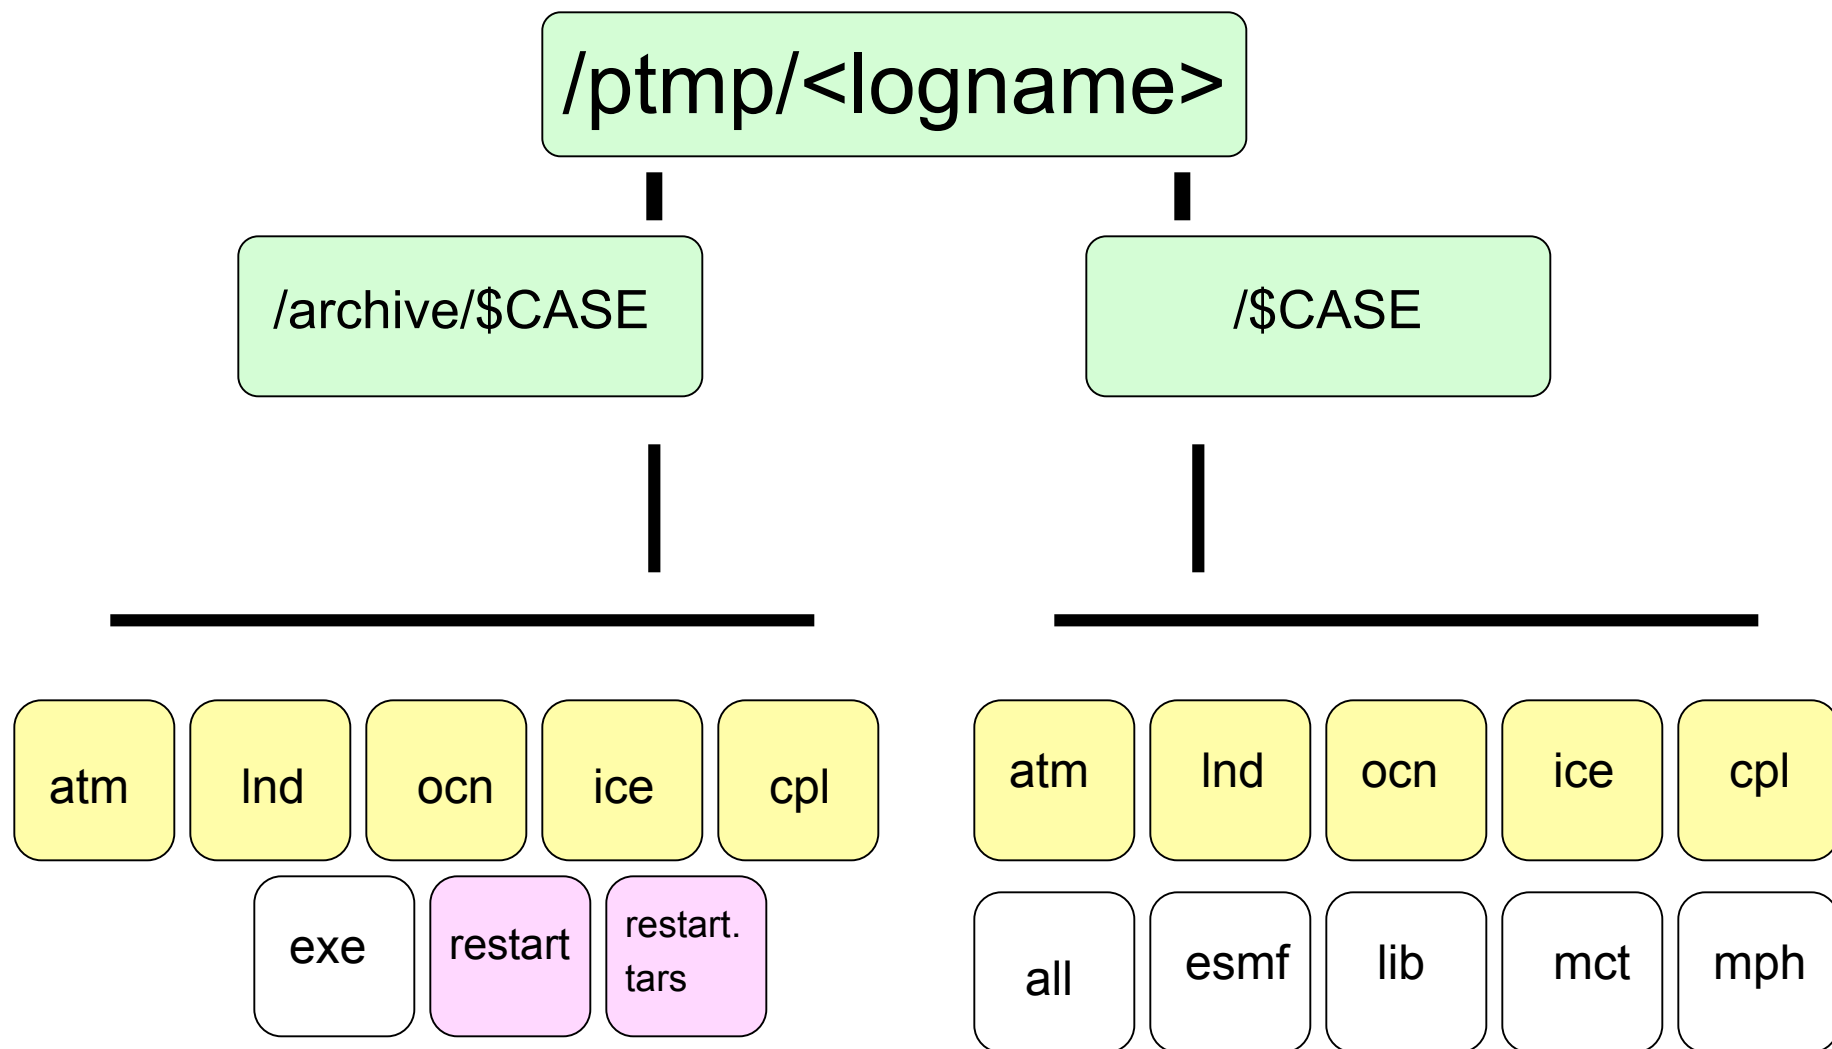 /ptmp/<logname>
/archive/$CASE
/$CASE
atm
lnd
ocn
ice
cpl
exe
restart
restart.
tars
atm
lnd
ocn
ice
cpl
all
esmf
lib
mct
mph